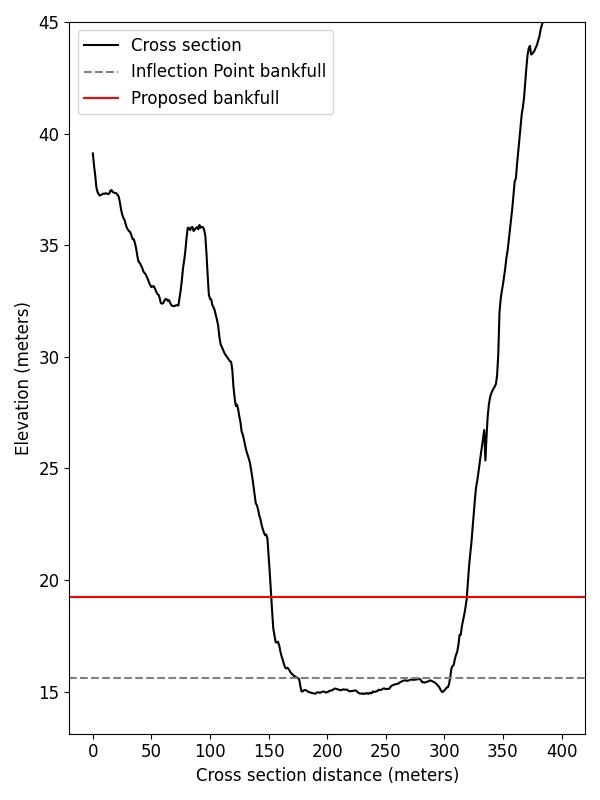 45
40
35
30
25
20
15
Elevation (meters)
Cross section
Inflection Point bankfull
Proposed bankfull
0 50 100 150 200 250 300 350 400
Cross section distance (meters)